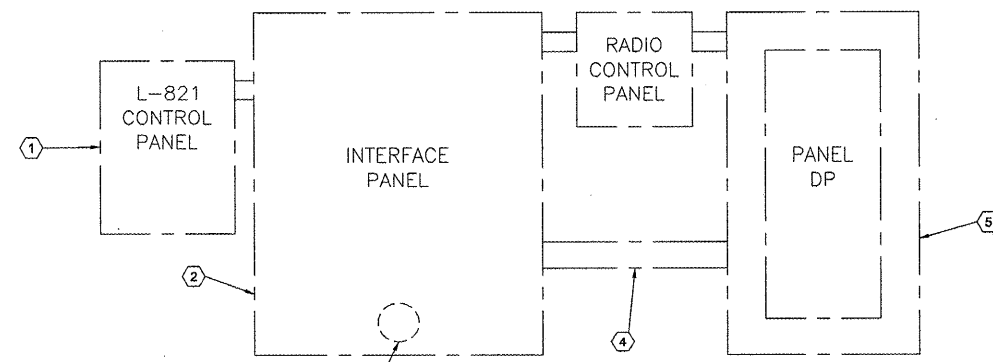 RADIO
CONTROL
PANEL
L-821
CONTROL
PANEL
1
INTERFACE
PANEL
PANEL
DP
5
2
4